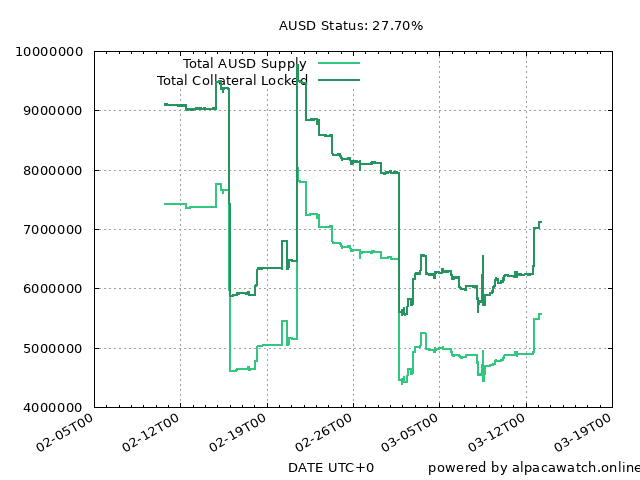 AUSD Status: 27.70%
10000000
9000000
8000000
7000000
6000000
5000000
4000000
Total AUSD Supply
Total Collateral Locked
02-05T00
02-12T00
02-19T00
02-26T00
03-05T00
03-12T00
03-19T00
DATE UTC+0
powered by alpacawatch.online